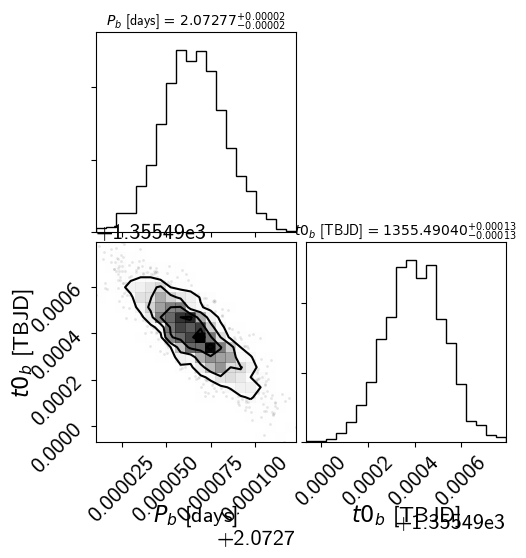 P_b [days] = 2.07277^{+0.00002}_{-0.00002}
+1.35549e3
t0_b [TBJD] = 1355.49040^{+0.00013}_{-0.00013}
t0_b [TBJD]
0.0006
0.0004
0.0002
0.0000
0.000025
0.000050
0.000075
0.000100
P_b [days]
+2.0727
0.0000
0.0002
0.0004
0.0006
t0_b [TBJD]
+1.35549e3